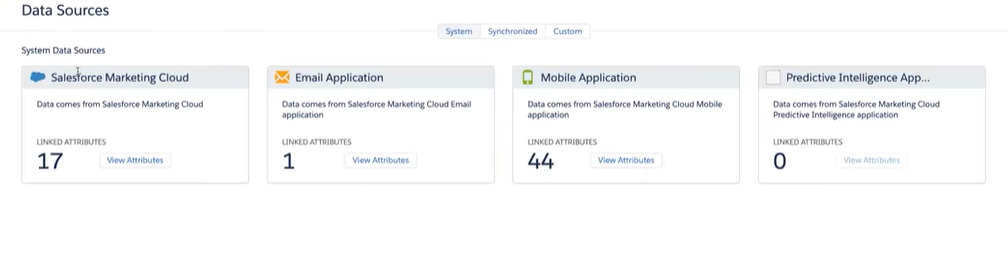 Data Sources
System
Synchronized
Custom
System Data Sources
Salesforce Marketing Cloud
Data comes from Salesforce Marketing Cloud
LINKED ATTRIBUTES
17
View Attributes
Email Application
Data comes from Salesforce Marketing Cloud Email
application
LINKED ATTRIBUTES
1
View Attributes
Mobile Application
Data comes from Salesforce Marketing Cloud Mobile
application
LINKED ATTRIBUTES
44
View Attributes
Predictive Intelligence App...
Data comes from Salesforce Marketing Cloud
Predictive Intelligence application
LINKED ATTRIBUTES
0
View Attributes